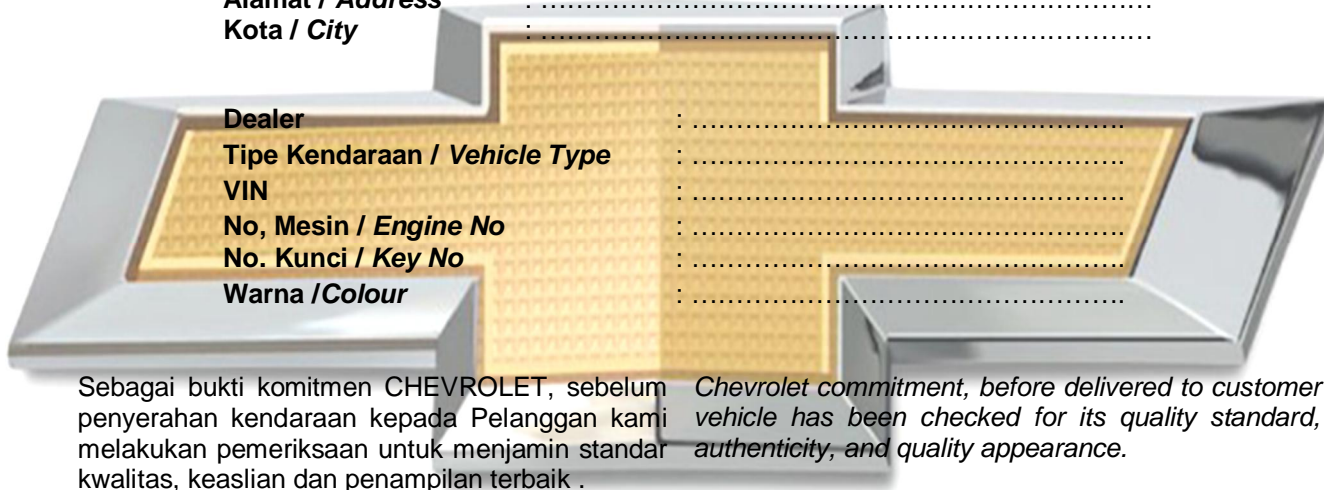 Alamat / Address : ……………………………………………………………
Kota / City : ……………………………………………………………
Dealer : ………………………………………….
Tipe Kendaraan / Vehicle Type : ………………………………………….
VIN : ………………………………………….
No, Mesin / Engine No : ………………………………………….
No. Kunci / Key No : ………………………………………….
Warna /Colour : ………………………………………….
Sebagai bukti komitmen CHEVROLET, sebelum
penyerahan kendaraan kepada Pelanggan kami
melakukan pemeriksaan untuk menjamin standar
kwalitas, keaslian dan penampilan terbaik .
Chevrolet commitment, before delivered to customer
vehicle has been checked for its quality standard,
authenticity, and quality appearance.